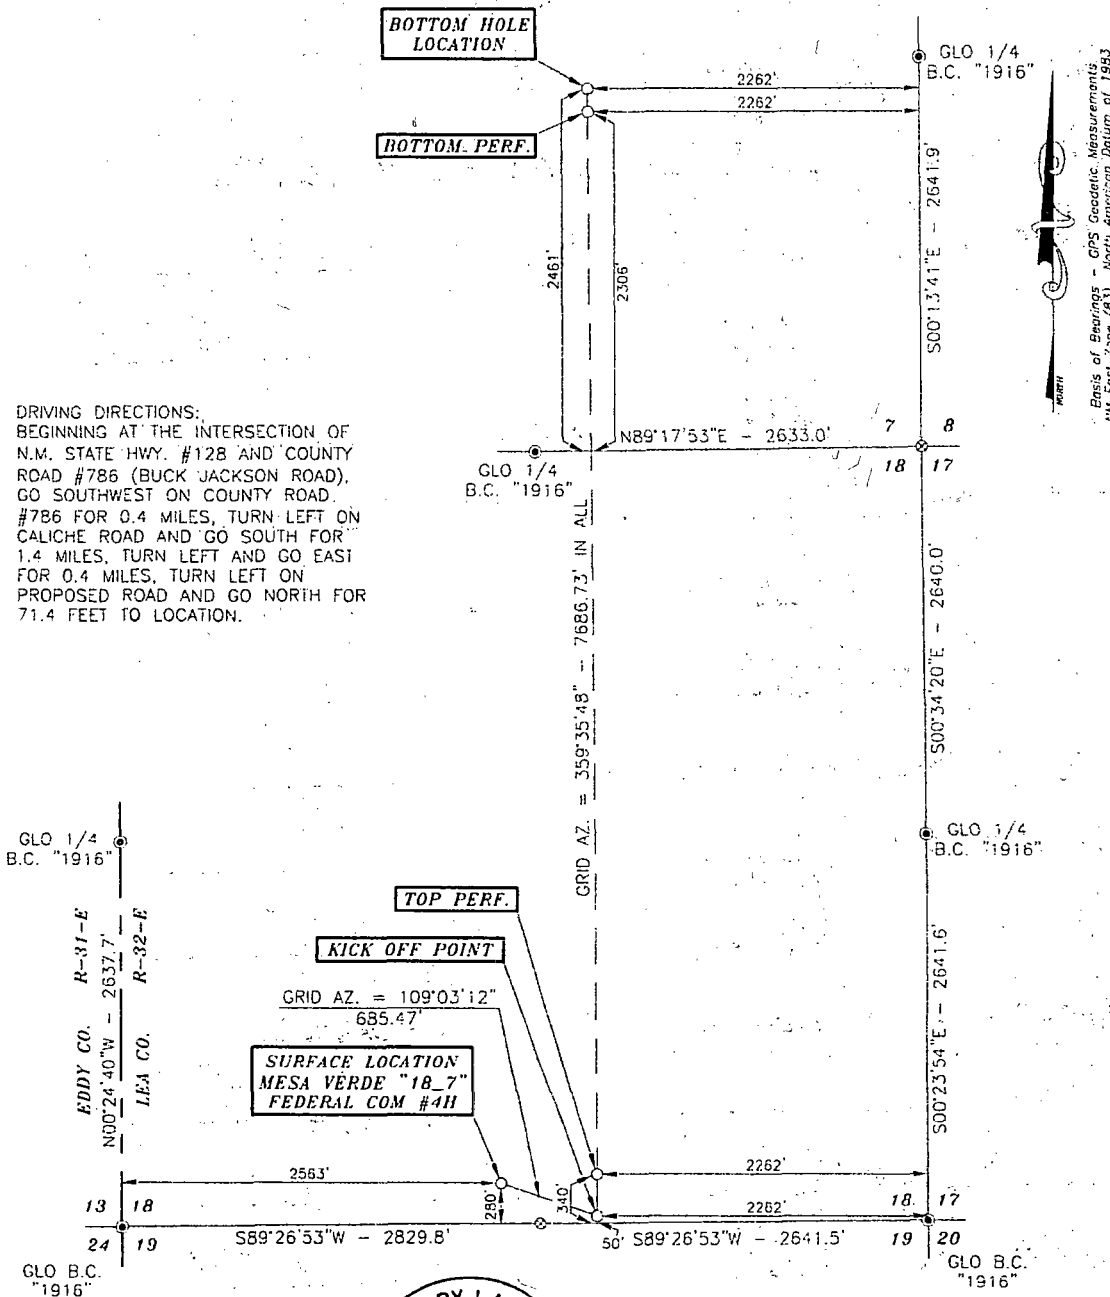 BOTTOM HOLE
LOCATION
GLO 1/4
B.C. "1916"
2262'
2262'
BOTTOM PERF.
S00°13'41"E - 2641.9'
Basis of Bearings - GPS Geodetic Measurements
NM East Zone (83) North American Datum of 1983
NORTH
2461'
2306'
DRIVING DIRECTIONS:
BEGINNING AT THE INTERSECTION OF
N.M. STATE HWY. #128 AND COUNTY
ROAD #786 (BUCK JACKSON ROAD),
GO SOUTHWEST ON COUNTY ROAD.
#786 FOR 0.4 MILES, TURN LEFT ON
CALICHE ROAD AND GO SOUTH FOR
1.4 MILES, TURN LEFT AND GO EAST
FOR 0.4 MILES, TURN LEFT ON
PROPOSED ROAD AND GO NORTH FOR
71.4 FEET TO LOCATION.
N89°17'53"E - 2633.0'
7 8
18 17
GLO 1/4
B.C. "1916"
GRID AZ. = 359°35'48" - 7686.73' IN ALL
S00°34'20"E - 2640.0'
GLO 1/4
B.C. "1916"
GLO 1/4
B.C. "1916"
EDDY CO. R-31-E
N00°24'40"W - 2637.7'
LEA CO. R-32-E
TOP PERF.
KICK OFF POINT
GRID AZ. = 109°03'12"
685.47'
SURFACE LOCATION
MESA VERDE "18_7"
FEDERAL COM #4H
S00°23'54"E - 2641.6'
2563'
280'
340'
2262'
2262'
13 18
24 19
18 17
19 20
S89°26'53"W - 2829.8'
50' S89°26'53"W - 2641.5'
GLO B.C.
"1916"
GLO B.C.
"1916"